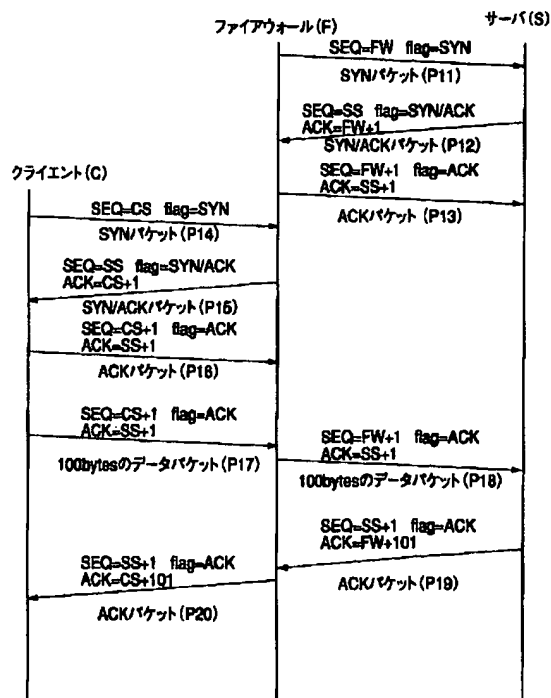 ファイアウォール(F)
サーバ(S)
SEQ=FW flag=SYN
SYNパケット(P11)
SEQ=SS flag=SYN/ACK
ACK=FW+1
SYN/ACKパケット(P12)
クライエント(C)
SEQ=FW+1 flag=ACK
ACK=SS+1
ACKパケット(P13)
SEQ=CS flag=SYN
SYNパケット(P14)
SEQ=SS flag=SYN/ACK
ACK=CS+1
SYN/ACKパケット(P15)
SEQ=CS+1 flag=ACK
ACK=SS+1
ACKパケット(P16)
SEQ=CS+1 flag=ACK
ACK=SS+1
100bytesのデータパケット(P17)
SEQ=FW+1 flag=ACK
ACK=SS+1
100bytesのデータパケット(P18)
SEQ=SS+1 flag=ACK
ACK=FW+101
ACKパケット(P19)
SEQ=SS+1 flag=ACK
ACK=CS+101
ACKパケット(P20)